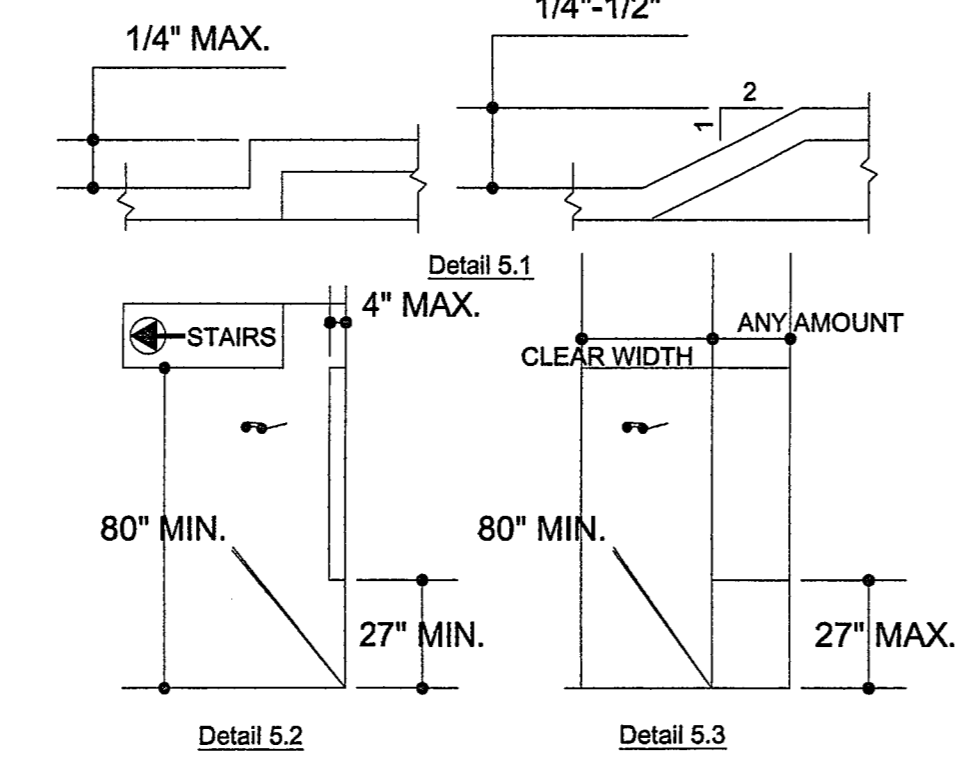 1/4" MAX.
1/4"-1/2"
2
1
Detail 5.1
4" MAX.
STAIRS
ANY AMOUNT
CLEAR WIDTH
80" MIN.
80" MIN.
27" MIN.
27" MAX.
Detail 5.2
Detail 5.3